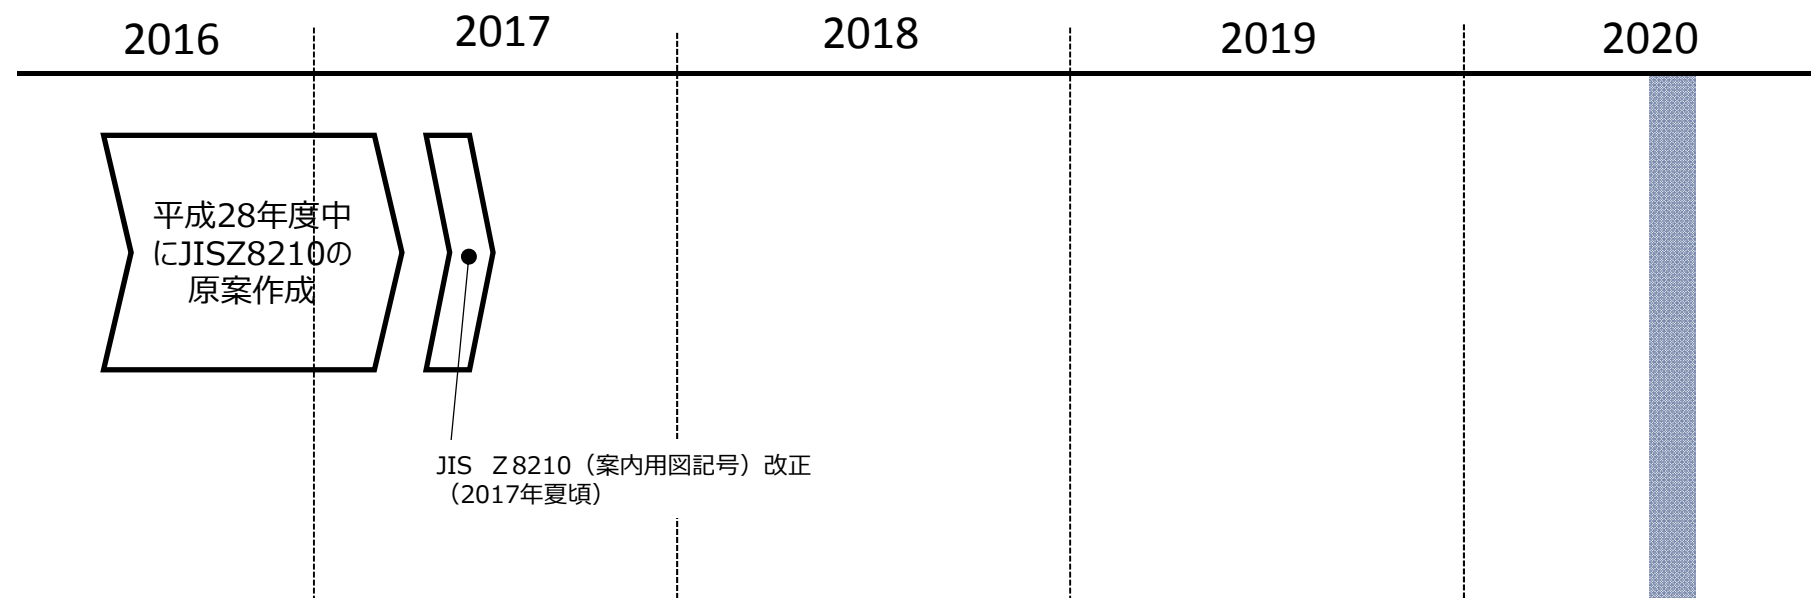 2016
2017
2018
2019
2020
平成28年度中
にJISZ8210の
原案作成
JIS　Ｚ8210（案内用図記号）改正
（2017年夏頃）